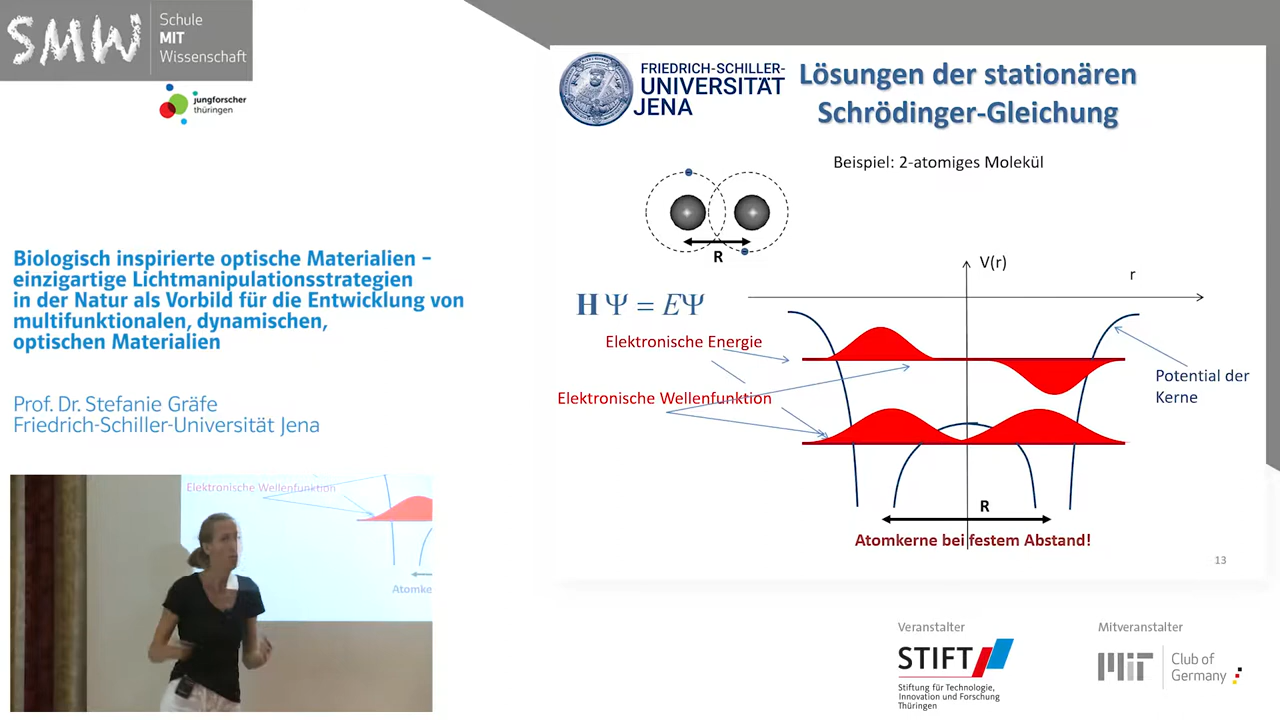 SMW
Schule
MIT
Wissenschaft
jungforscher
thüringen
Biologisch inspirierte optische Materialien –
einzigartige Lichtmanipulationsstrategien
in der Natur als Vorbild für die Entwicklung von
multifunktionalen, dynamischen,
optischen Materialien
Prof. Dr. Stefanie Gräfe
Friedrich-Schiller-Universität Jena
Elektronische Wellenfunktion
Atomke
FRIEDRICH-SCHILLER-
UNIVERSITÄT
JENA
Lösungen der stationären
Schrödinger-Gleichung
Beispiel: 2-atomiges Molekül
R
V(r)
r
HΨ = EΨ
Elektronische Energie
Elektronische Wellenfunktion
Potential der
Kerne
R
Atomkerne bei festem Abstand!
13
Veranstalter
STIFT
Stiftung für Technologie,
Innovation und Forschung
Thüringen
Mitveranstalter
MIT
Club of
Germany